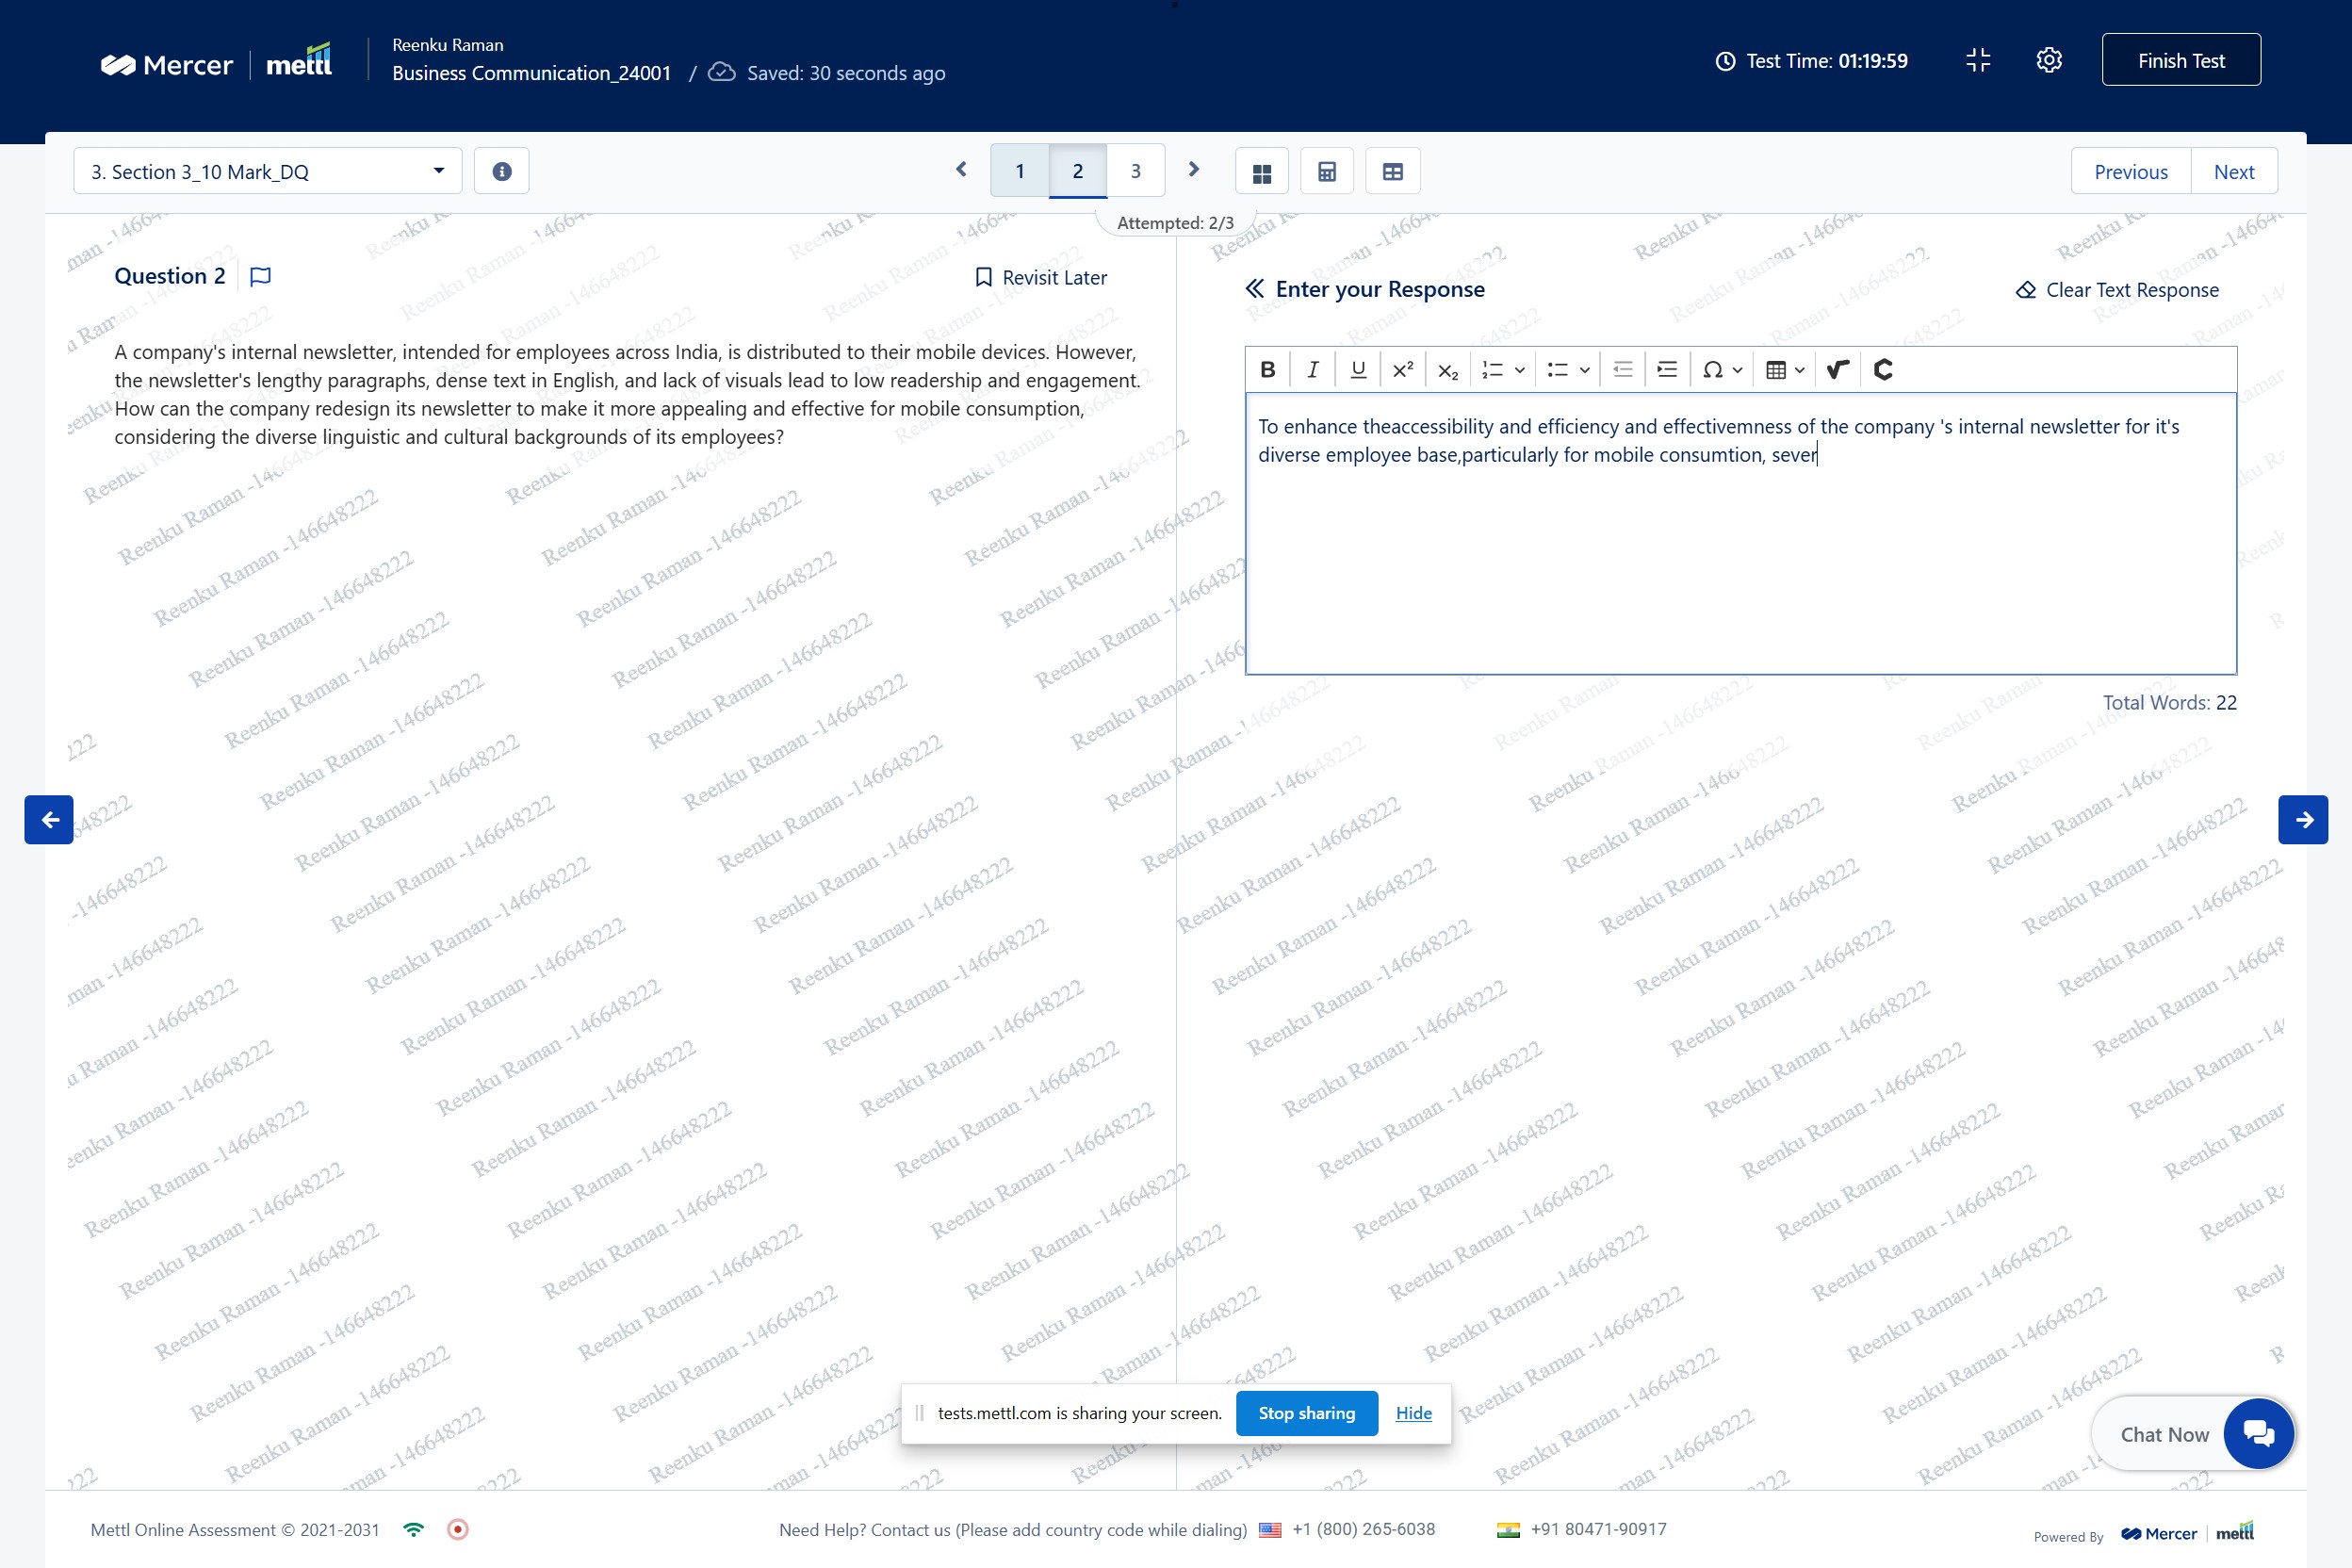 Mercer mettl
Reenku Raman
Business Communication_24001 / Saved: 30 seconds ago
Test Time: 01:19:59
Finish Test
3. Section 3_10 Mark_DQ
1 2 3
Previous Next
Attempted: 2/3
Question 2
Revisit Later
A company's internal newsletter, intended for employees across India, is distributed to their mobile devices. However,
the newsletter's lengthy paragraphs, dense text in English, and lack of visuals lead to low readership and engagement.
How can the company redesign its newsletter to make it more appealing and effective for mobile consumption,
considering the diverse linguistic and cultural backgrounds of its employees?
Enter your Response
Clear Text Response
To enhance theaccessibility and efficiency and effectivemness of the company 's internal newsletter for it's
diverse employee base,particularly for mobile consumtion, sever
Total Words: 22
Reenku Raman -146648222
tests.mettl.com is sharing your screen. Stop sharing Hide
Chat Now
Mettl Online Assessment © 2021-2031
Need Help? Contact us (Please add country code while dialing) +1 (800) 265-6038 +91 80471-90917
Powered By Mercer mettl